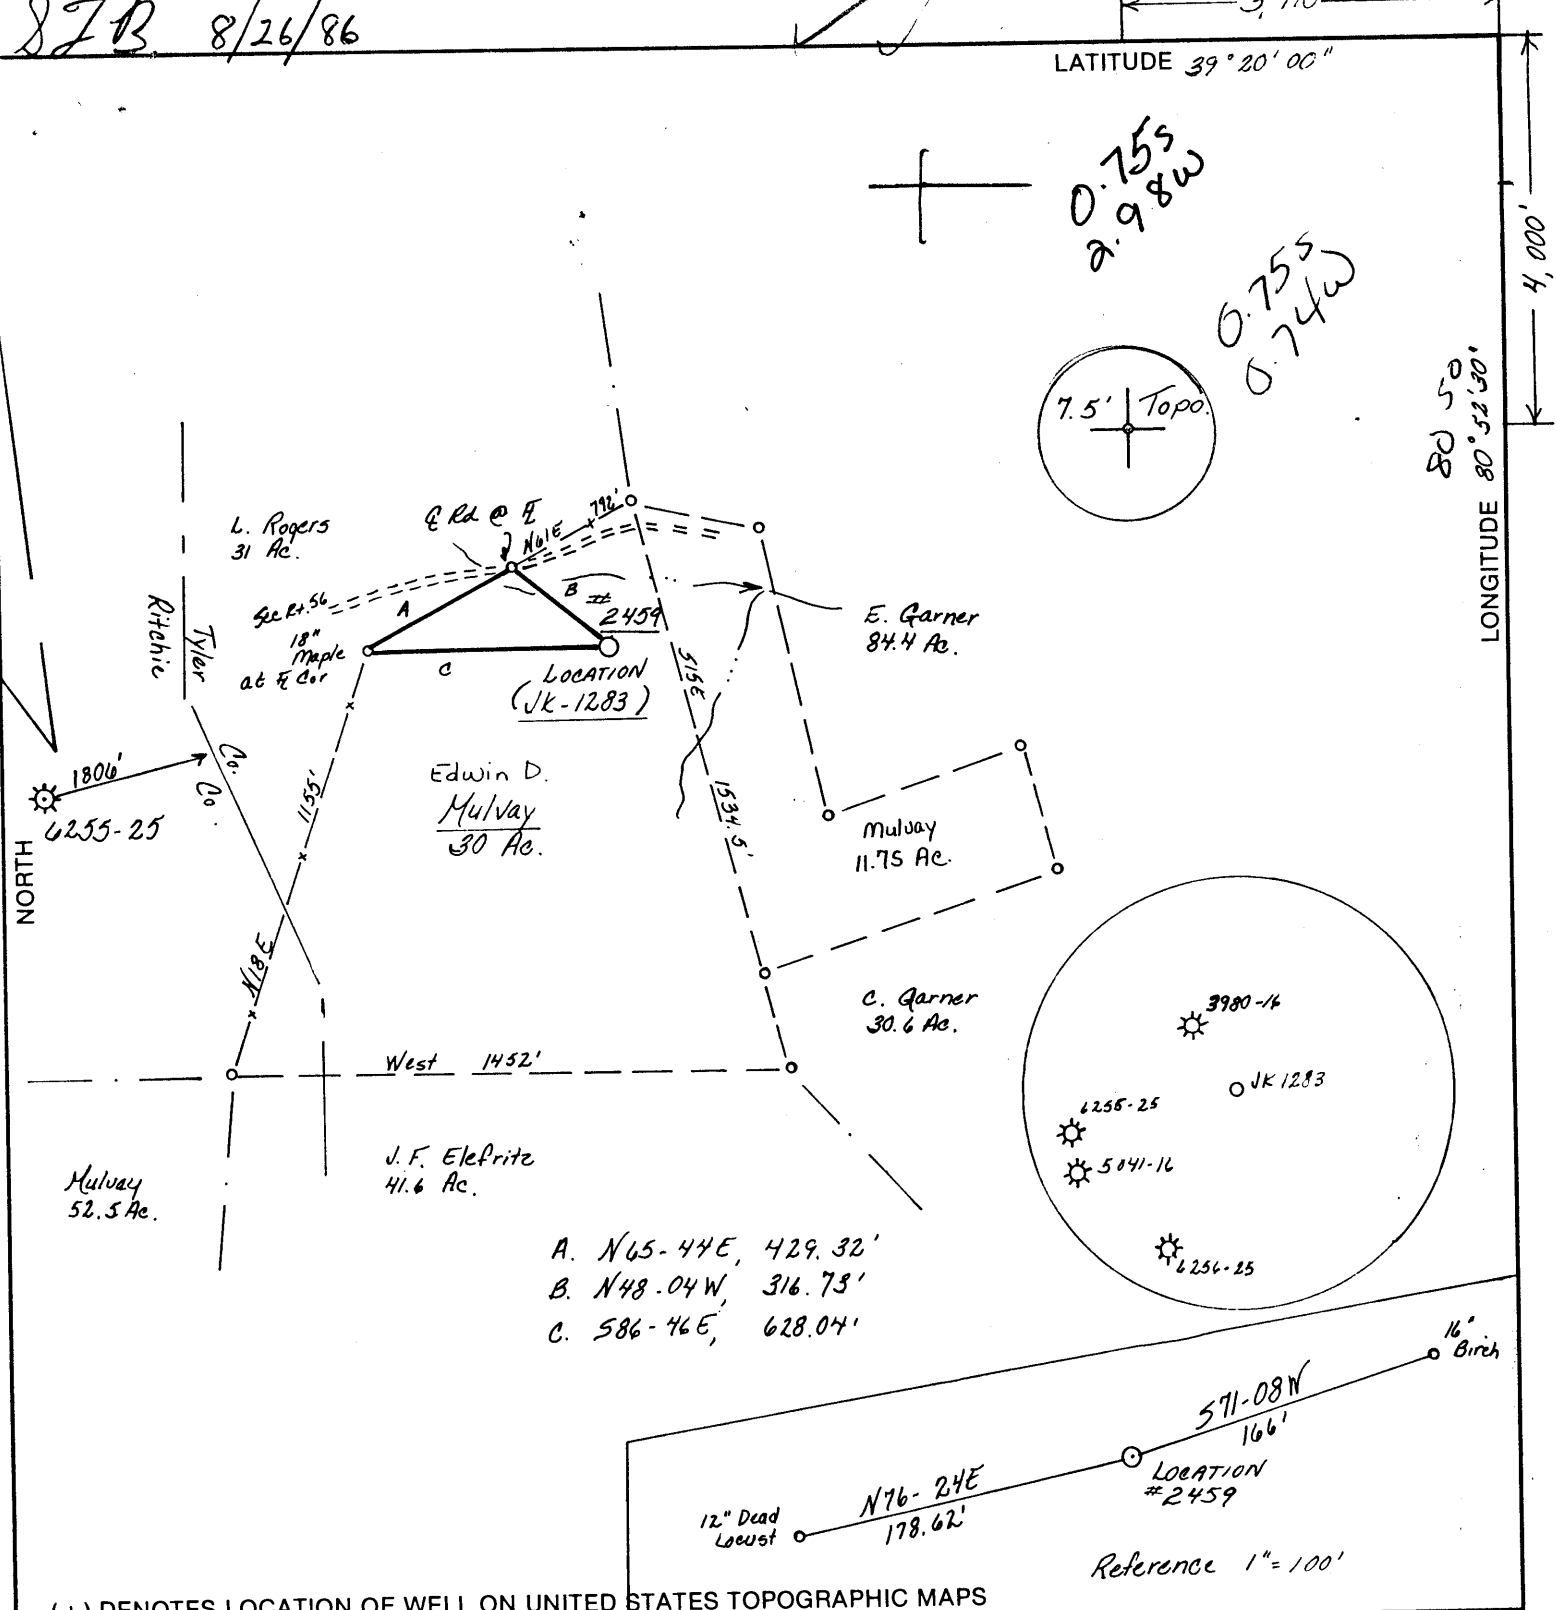 SJB 8/26/86
LATITUDE 39°20'00"
0.75s
2.98w
4,000'
0.75s
0.74w
7.5' Topo.
80 50
LONGITUDE 80°52'30'
L. Rogers
31 Ac.
℄ Rd @ ℄
N61E
792'
Sec Rt. 56
A
B
#
2459
Ritchie
Tyler
18"
Maple
at ℄ Cor
C
LOCATION
(JK-1283)
E. Garner
84.4 Ac.
S15E
1534.5'
Co.
Co.
1806'
6255-25
NORTH
1155'
N18E
Edwin D.
Mulvay
30 Ac.
Mulvay
11.75 Ac.
C. Garner
30.6 Ac.
3980-16
JK 1283
6255-25
5041-16
6256-25
West 1452'
Mulvay
52.5 Ac.
J.F. Elefritz
41.6 Ac.
A. N65-44E, 429.32'
B. N48-04W, 316.73'
C. S86-46E, 628.04'
16"
Birch
S71-08W
166'
LOCATION
#2459
N76-24E
178.62'
12" Dead
Locust
Reference 1"=100'
(+) DENOTES LOCATION OF WELL ON UNITED STATES TOPOGRAPHIC MAPS